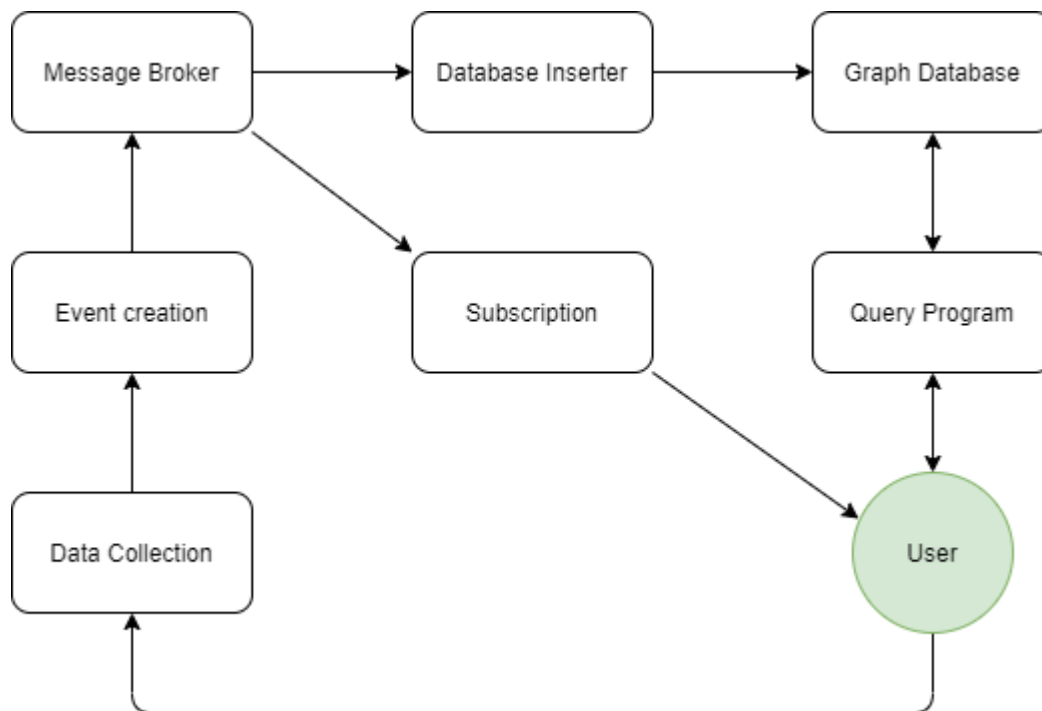 Message Broker
Database Inserter
Graph Database
Event creation
Subscription
Query Program
Data Collection
User